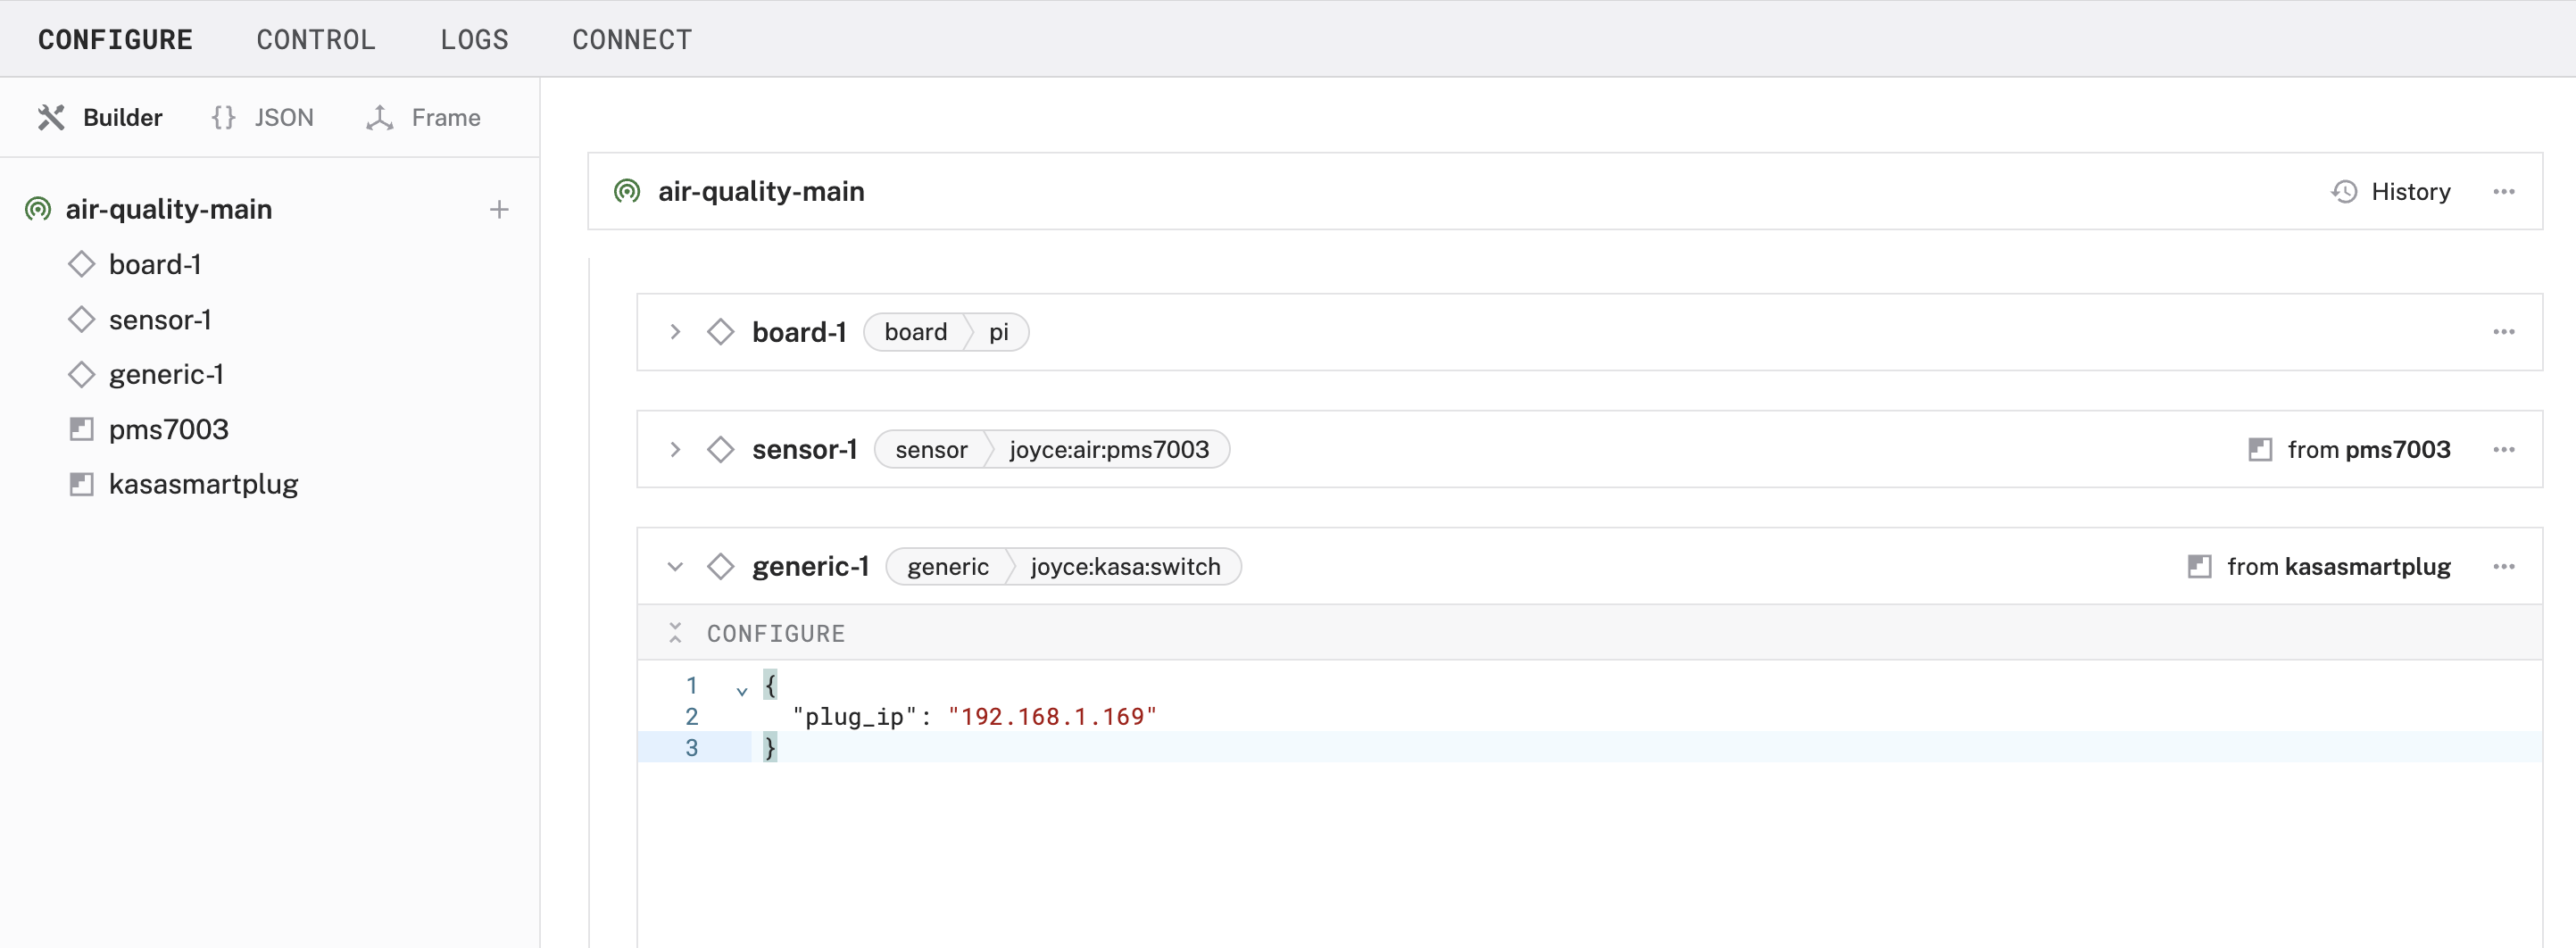 CONFIGURE CONTROL LOGS CONNECT
Builder {} JSON Frame
air-quality-main +
board-1
sensor-1
generic-1
pms7003
kasasmartplug
air-quality-main History ...
board-1 board pi ...
sensor-1 sensor joyce:air:pms7003 from pms7003 ...
generic-1 generic joyce:kasa:switch from kasasmartplug ...
CONFIGURE
1 {
2 "plug_ip": "192.168.1.169"
3 }